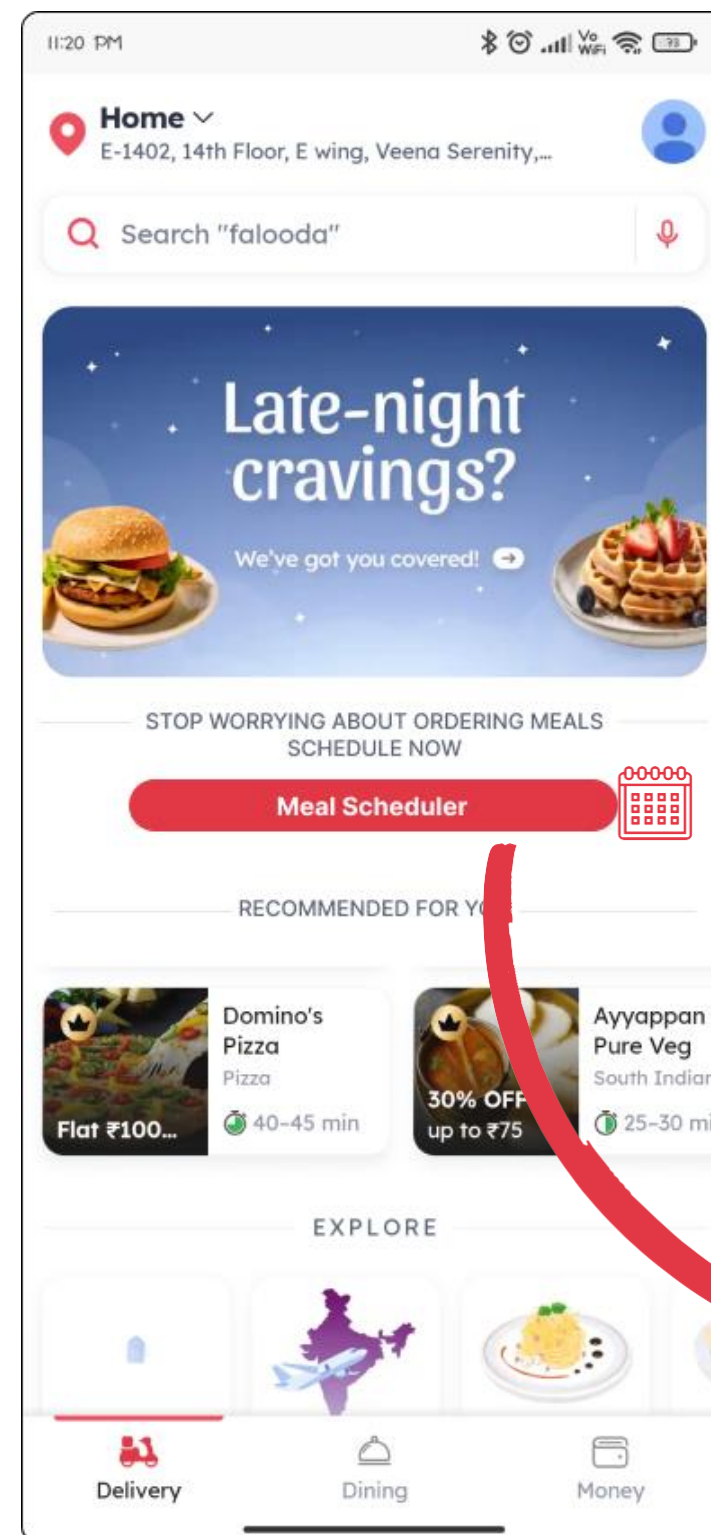 11:20 PM
Vo
WiFi
73
Home
E-1402, 14th Floor, E wing, Veena Serenity,...
Search "falooda"
Late-night
cravings?
We've got you covered!
STOP WORRYING ABOUT ORDERING MEALS
SCHEDULE NOW
Meal Scheduler
RECOMMENDED FOR
Domino's
Pizza
Pizza
40-45 min
Flat ₹100...
Ayyappan
Pure Veg
South Indian
25-30 mi
30% OFF
up to ₹75
EXPLORE
Delivery
Dining
Money